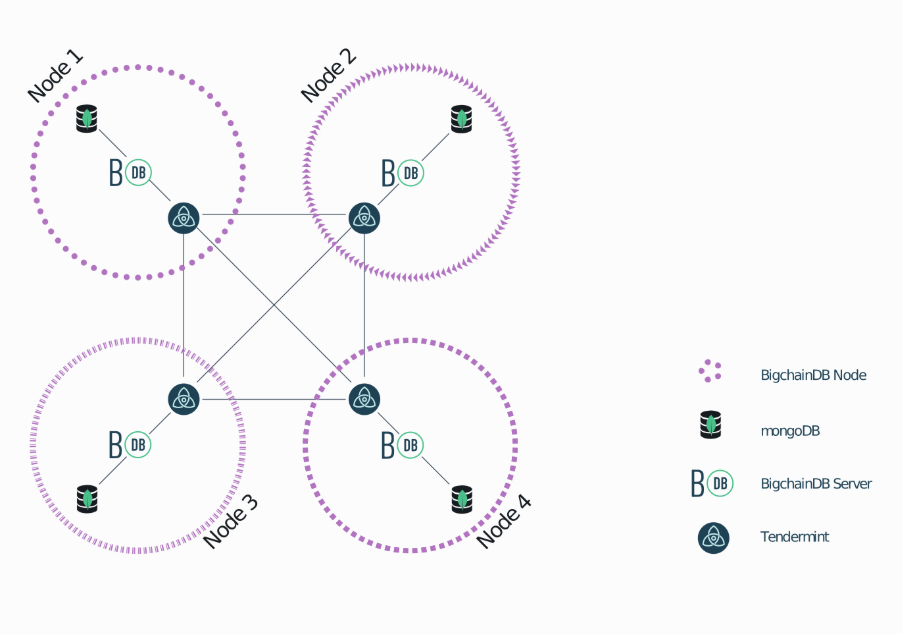 Node 1
Node 2
B DB
B DB
B DB
B DB
Node 3
Node 4
BigchainDB Node
mongoDB
B DB
BigchainDB Server
Tendermint